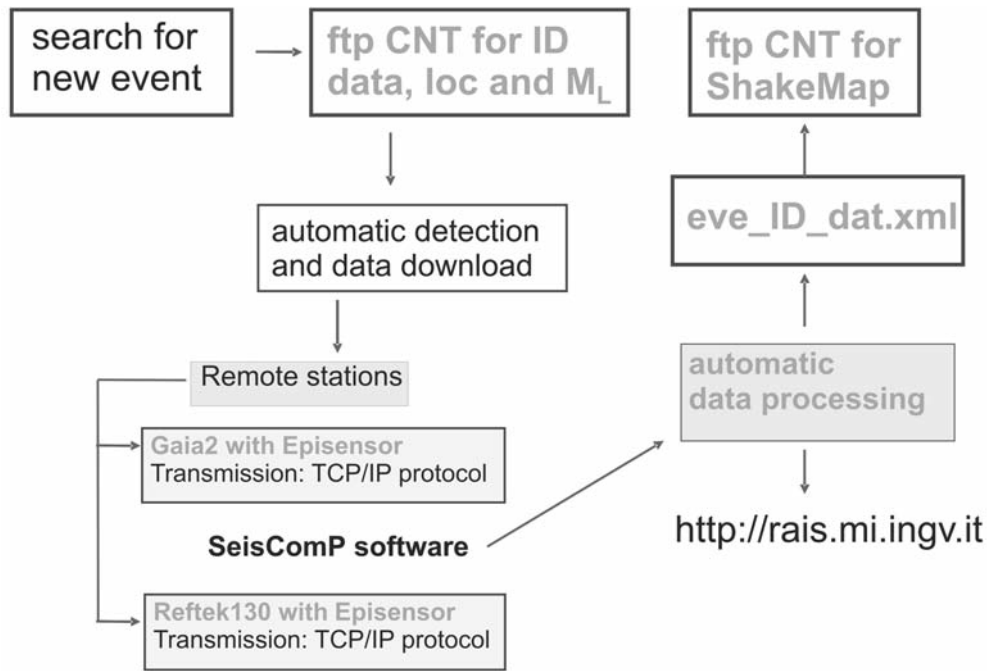 search for
new event
ftp CNT for ID
data, loc and M_L
automatic detection
and data download
Remote stations
Gaia2 with Episensor
Transmission: TCP/IP protocol
SeisComP software
Reftek130 with Episensor
Transmission: TCP/IP protocol
ftp CNT for
ShakeMap
eve_ID_dat.xml
automatic
data processing
http://rais.mi.ingv.it